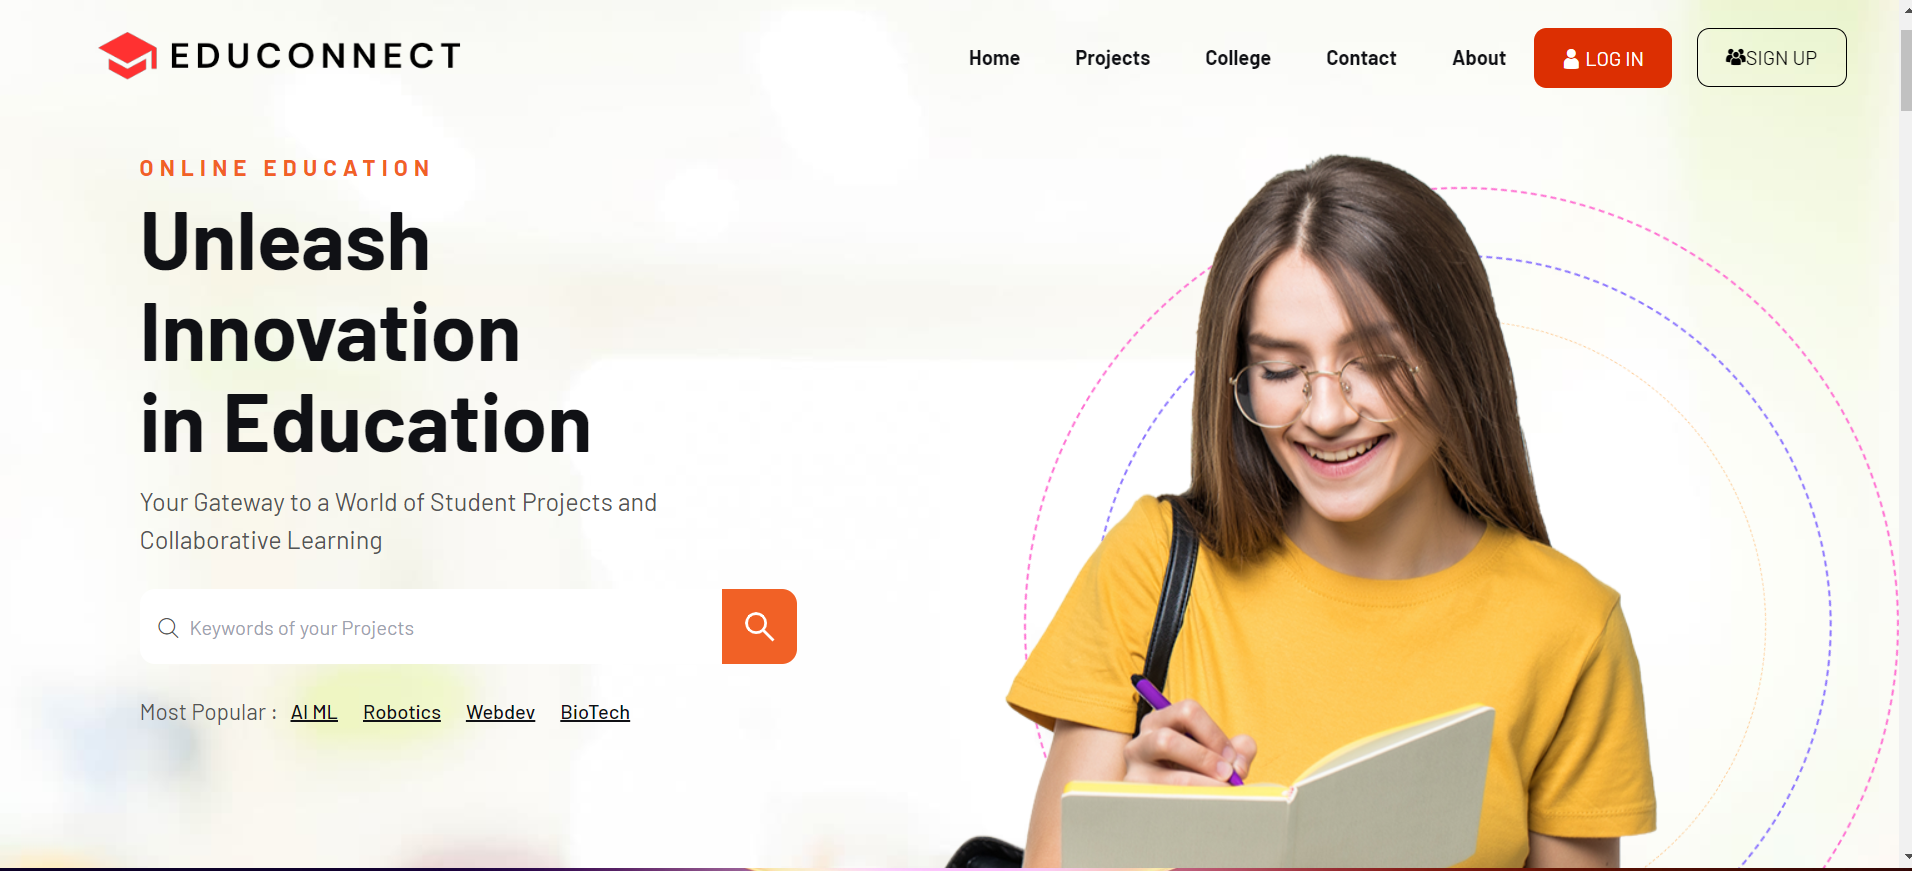 EDUCONNECT
Home Projects College Contact About LOG IN SIGN UP
ONLINE EDUCATION
Unleash
Innovation
in Education
Your Gateway to a World of Student Projects and
Collaborative Learning
Keywords of your Projects
Most Popular : AI ML Robotics Webdev BioTech